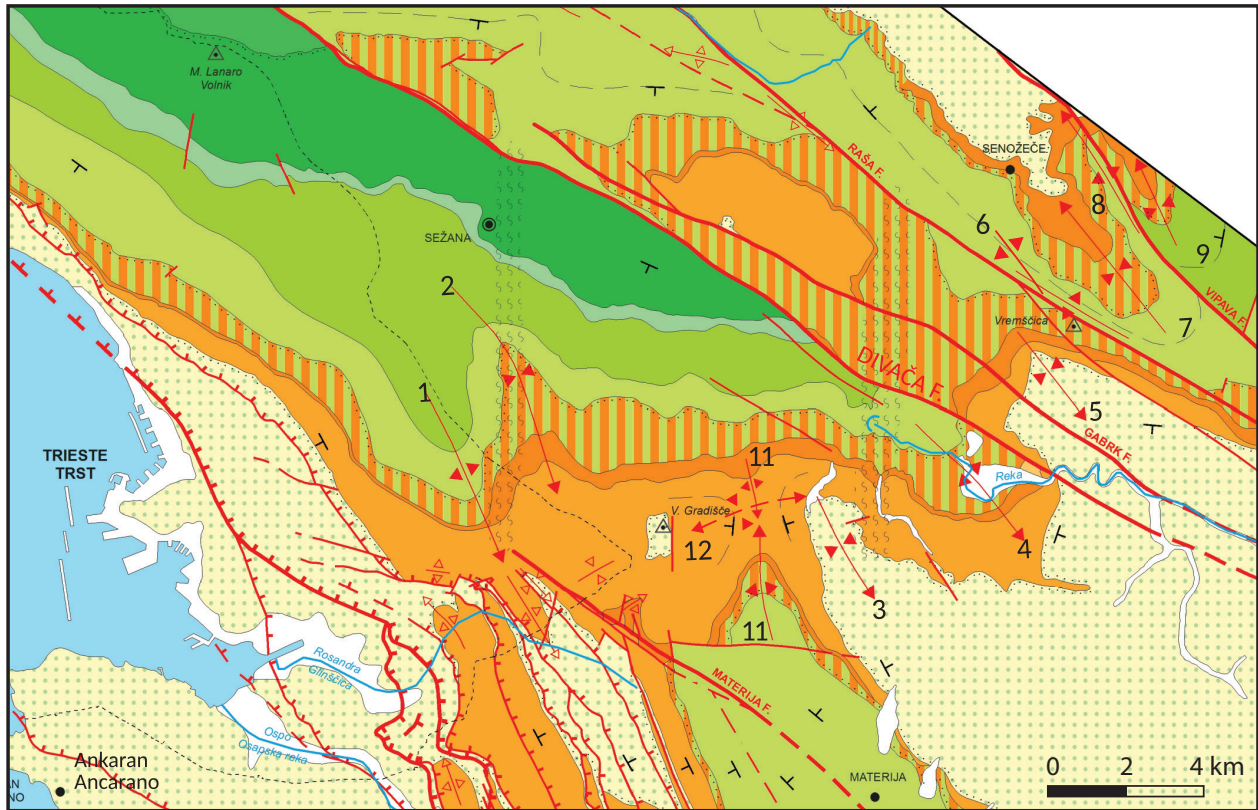 M. Lanaro
Volnik
RAŠA F.
SENOŽEČE
8
6
9
SEŽANA
2
VIPAVA F.
Vremščica
7
DIVAČA F.
1
5
GABRK F.
TRIESTE
TRST
11
Reka
V. Gradišče
12
4
3
11
Rosandra
Glinščica
MATERIJA F.
Ospo
Osapska reka
Ankaran
Ancarano
AN
NO
MATERIJA
0 2 4 km